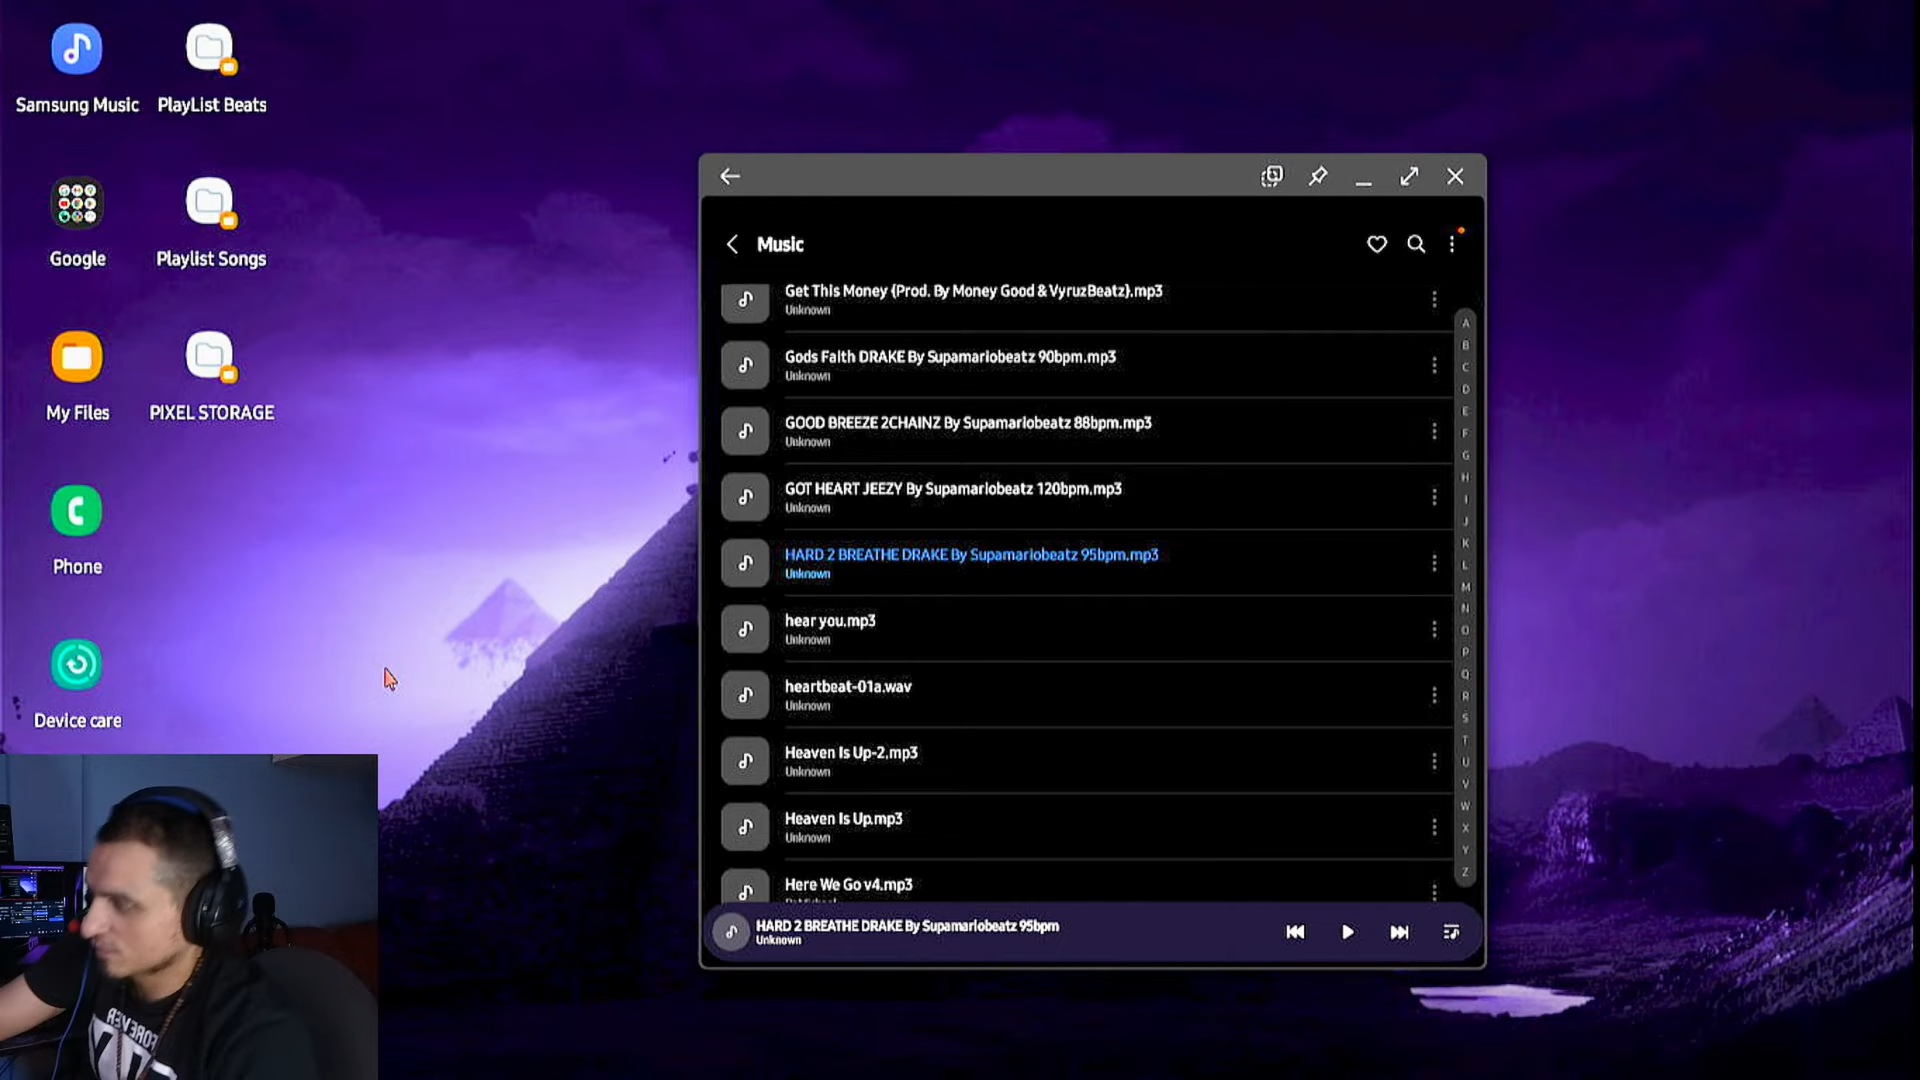 Samsung Music
PlayList Beats
Google
Playlist Songs
My Files
PIXEL STORAGE
Phone
Device care
Music
Get This Money (Prod. By Money Good & VyruzBeatz).mp3
Unknown
Gods Faith DRAKE By Supamariobeatz 90bpm.mp3
Unknown
GOOD BREEZE 2CHAINZ By Supamariobeatz 88bpm.mp3
Unknown
GOT HEART JEEZY By Supamariobeatz 120bpm.mp3
Unknown
HARD 2 BREATHE DRAKE By Supamariobeatz 95bpm.mp3
Unknown
hear you.mp3
Unknown
heartbeat-01a.wav
Unknown
Heaven Is Up-2.mp3
Unknown
Heaven Is Up.mp3
Unknown
Here We Go v4.mp3
A
B
C
D
E
F
G
H
I
J
K
L
M
N
O
P
Q
R
S
T
U
V
W
X
Y
Z
HARD 2 BREATHE DRAKE By Supamariobeatz 95bpm
Unknown
FOREVER